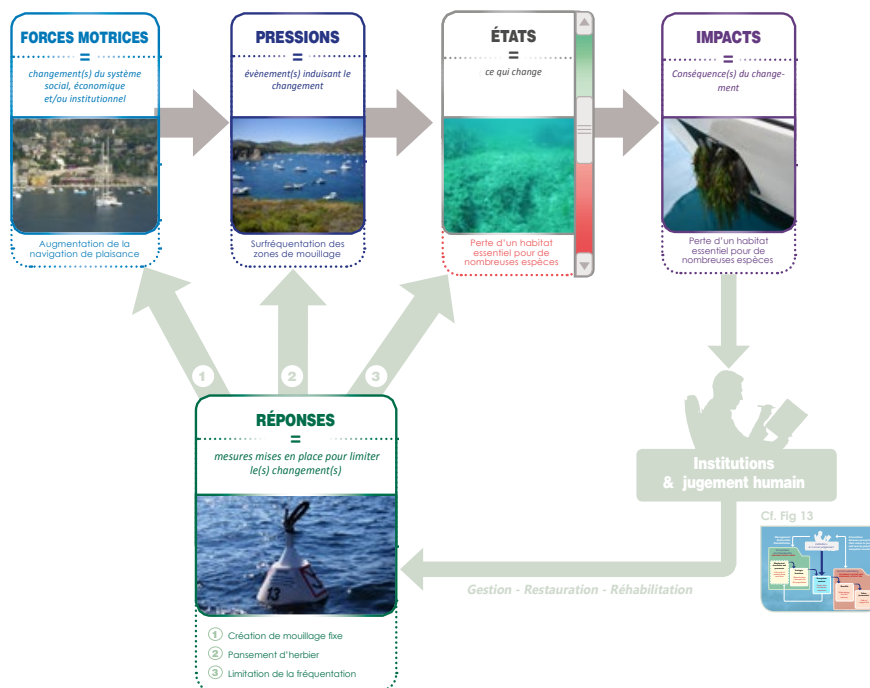 FORCES MOTRICES
=
changement(s) du système
social, économique
et/ou institutionnel
Augmentation de la
navigation de plaisance
PRESSIONS
=
évènement(s) induisant le
changement
Surfréquentation des
zones de mouillage
ÉTATS
=
ce qui change
Perte d'un habitat
essentiel pour de
nombreuses espèces
IMPACTS
=
Conséquence(s) du change-
ment
Perte d'un habitat
essentiel pour de
nombreuses espèces
1
2
3
RÉPONSES
=
mesures mises en place pour limiter
le(s) changement(s)
13
1 Création de mouillage fixe
2 Pansement d'herbier
3 Limitation de la fréquentation
Institutions
& jugement humain
Cf. Fig 13
Gestion - Restauration - Réhabilitation